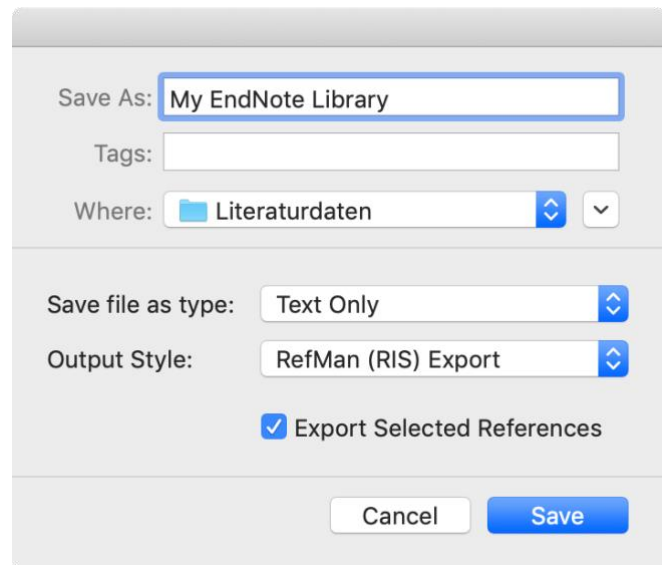 Save As: My EndNote Library
Tags:
Where: Literaturdaten
Save file as type: Text Only
Output Style: RefMan (RIS) Export
Export Selected References
Cancel Save